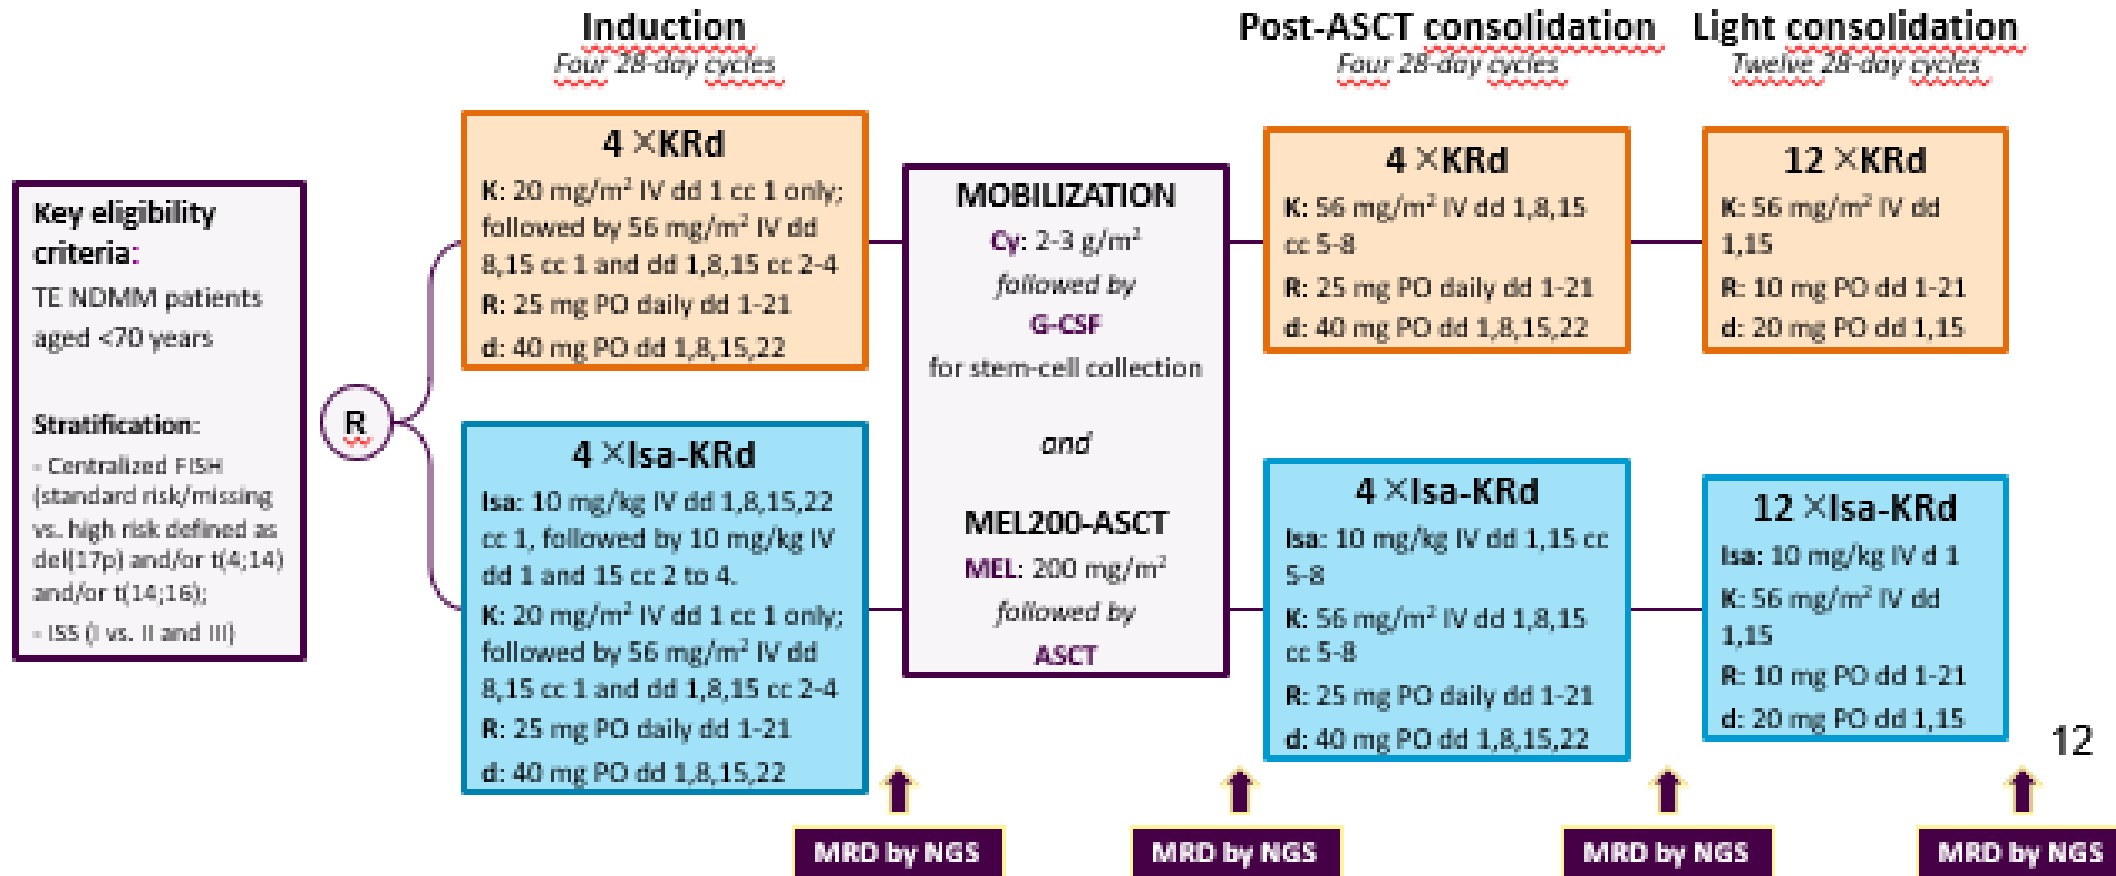 Induction
Four 28-day cycles
Post-ASCT consolidation
Four 28-day cycles
Light consolidation
Twelve 28-day cycles
Key eligibility
criteria:
TE NDMM patients
aged <70 years
Stratification:
- Centralized FISH
(standard risk/missing
vs. high risk defined as
del(17p) and/or t(4;14)
and/or t(14;16);
- ISS (I vs. II and III)
R
4 ×KRd
K: 20 mg/m² IV dd 1 cc 1 only;
followed by 56 mg/m² IV dd
8,15 cc 1 and dd 1,8,15 cc 2-4
R: 25 mg PO daily dd 1-21
d: 40 mg PO dd 1,8,15,22
4 ×Isa-KRd
Isa: 10 mg/kg IV dd 1,8,15,22
cc 1, followed by 10 mg/kg IV
dd 1 and 15 cc 2 to 4.
K: 20 mg/m² IV dd 1 cc 1 only;
followed by 56 mg/m² IV dd
8,15 cc 1 and dd 1,8,15 cc 2-4
R: 25 mg PO daily dd 1-21
d: 40 mg PO dd 1,8,15,22
MOBILIZATION
Cy: 2-3 g/m²
followed by
G-CSF
for stem-cell collection
and
MEL200-ASCT
MEL: 200 mg/m²
followed by
ASCT
4 ×KRd
K: 56 mg/m² IV dd 1,8,15
cc 5-8
R: 25 mg PO daily dd 1-21
d: 40 mg PO dd 1,8,15,22
4 ×Isa-KRd
Isa: 10 mg/kg IV dd 1,15 cc
5-8
K: 56 mg/m² IV dd 1,8,15
cc 5-8
R: 25 mg PO daily dd 1-21
d: 40 mg PO dd 1,8,15,22
12 ×KRd
K: 56 mg/m² IV dd
1,15
R: 10 mg PO dd 1-21
d: 20 mg PO dd 1,15
12 ×Isa-KRd
Isa: 10 mg/kg IV d 1
K: 56 mg/m² IV dd
1,15
R: 10 mg PO dd 1-21
d: 20 mg PO dd 1,15
12
MRD by NGS
MRD by NGS
MRD by NGS
MRD by NGS